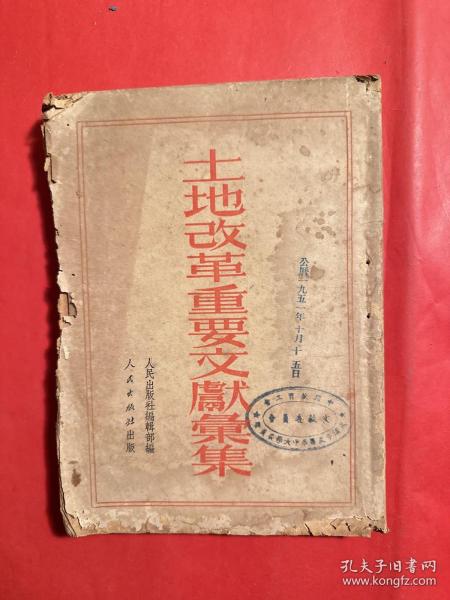 公曆一九五一年十月十五日
土地改革重要文獻彙集
人民出版社編輯部編
人民出版社出版
孔夫子旧书网
www.kongfz.com